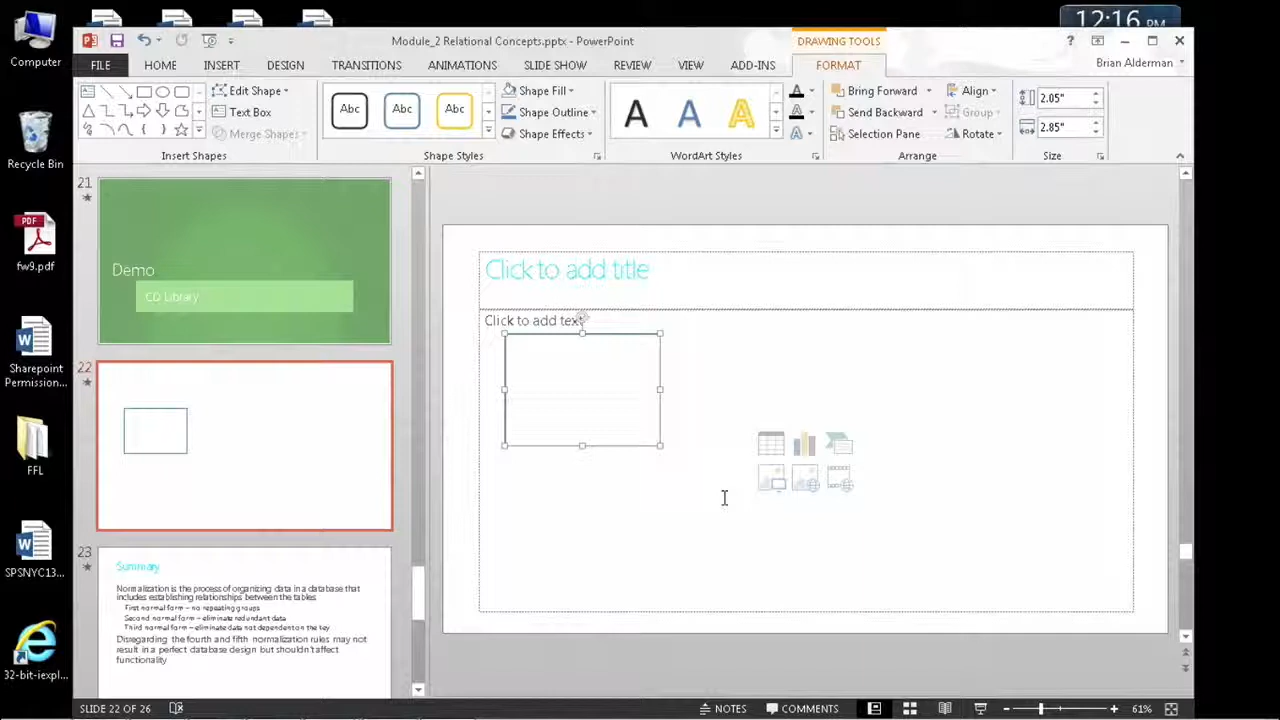 12:16 PM
Module_2 Relational Concepts.pptx - PowerPoint
DRAWING TOOLS
?
FILE
HOME
INSERT
DESIGN
TRANSITIONS
ANIMATIONS
SLIDE SHOW
REVIEW
VIEW
ADD-INS
FORMAT
Brian Alderman
Edit Shape
Text Box
Merge Shapes
Insert Shapes
Abc
Abc
Abc
Shape Fill
Shape Outline
Shape Effects
Shape Styles
A
A
A
WordArt Styles
Bring Forward
Send Backward
Selection Pane
Align
Group
Rotate
Arrange
2.05"
2.85"
Size
Computer
Recycle Bin
PDF
fw9.pdf
Sharepoint
Permission...
FFL
SPSNYC13...
32-bit-iexpl...
21
Demo
CD Library
22
23
Summary
Normalization is the process of organizing data in a database that
includes establishing relationships between the tables
First normal form – no repeating groups
Second normal form – eliminate redundant data
Third normal form – eliminate data not dependent on the key
Disregarding the fourth and fifth normalization rules may not
result in a perfect database design but shouldn't affect
functionality
Click to add title
Click to add text
SLIDE 22 OF 26
NOTES
COMMENTS
61%